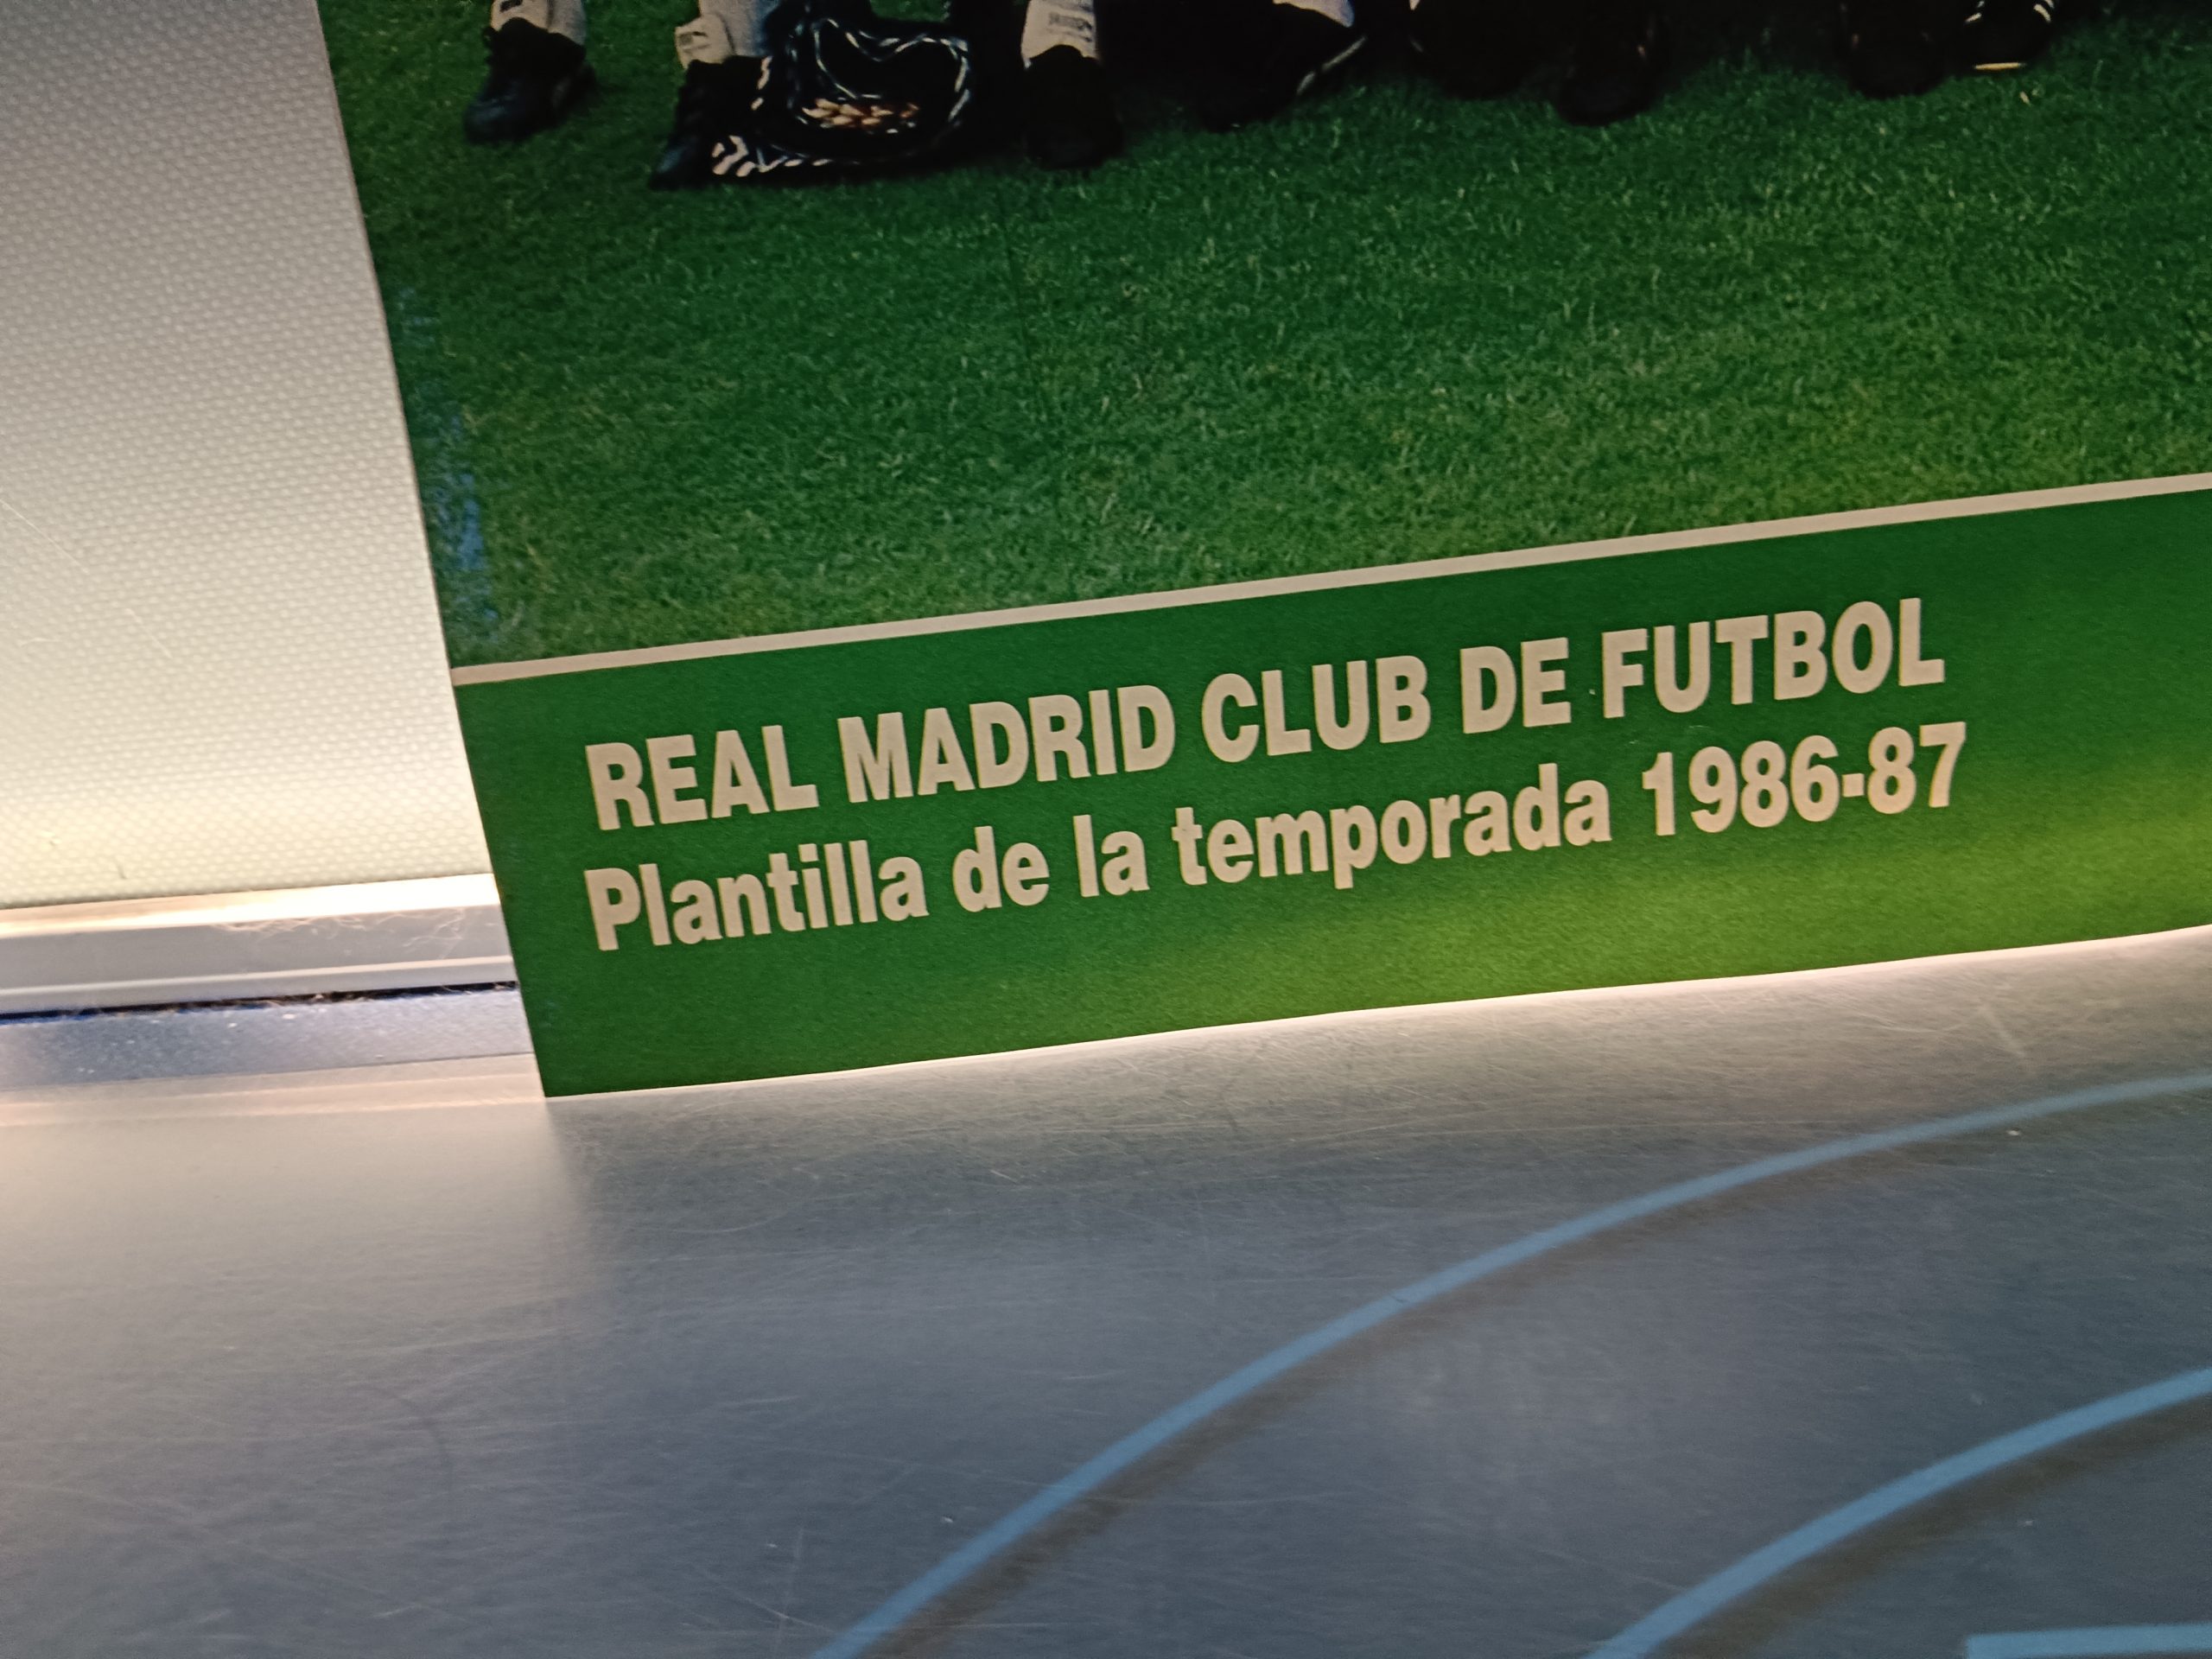 REAL MADRID CLUB DE FUTBOL
Plantilla de la temporada 1986-87